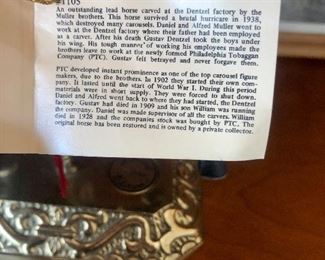 #1105
An outstanding lead horse carved at the Dentzel factory by the
Muller brothers. This horse survived a brutal hurricane in 1938,
which destroyed many carousels. Daniel and Alfred Muller went to
work at the Dentzel factory where their father had been employed
as a carver. After his death Gustav Dentzel took the boys under
his wing. His tough manner of working his employees made the
brothers leave to work at the newly formed Philadelphia Tobaggan
Company (PTC). Gustav felt betrayed and never forgave them.
PTC developed instant prominence as one of the top carousel figure
makers, due to the brothers. In 1902 they started their own com-
pany. It lasted until the start of World War I. During this period
materials were in short supply. They were forced to shut down.
Daniel and Alfred went back to where they had started, the Dentzel
factory. Gustav had died in 1909 and his son William was running
the company. Daniel was made supervisor of all the carvers. William
died in 1928 and the companies stock was bought by PTC. The
original horse has been restored and is owned by a private collector.